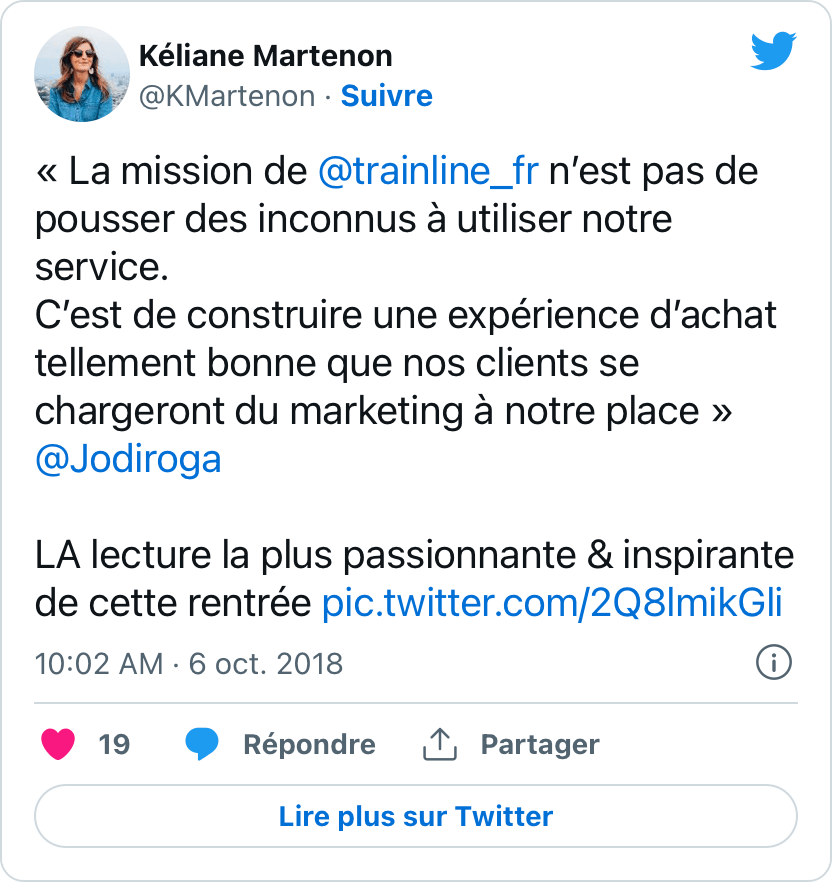 Kéliane Martenon
@KMartenon · Suivre
« La mission de @trainline_fr n’est pas de
pousser des inconnus à utiliser notre
service.
C’est de construire une expérience d’achat
tellement bonne que nos clients se
chargeront du marketing à notre place »
@Jodiroga
LA lecture la plus passionnante & inspirante
de cette rentrée pic.twitter.com/2Q8lmikGli
10:02 AM · 6 oct. 2018
19 Répondre Partager
Lire plus sur Twitter